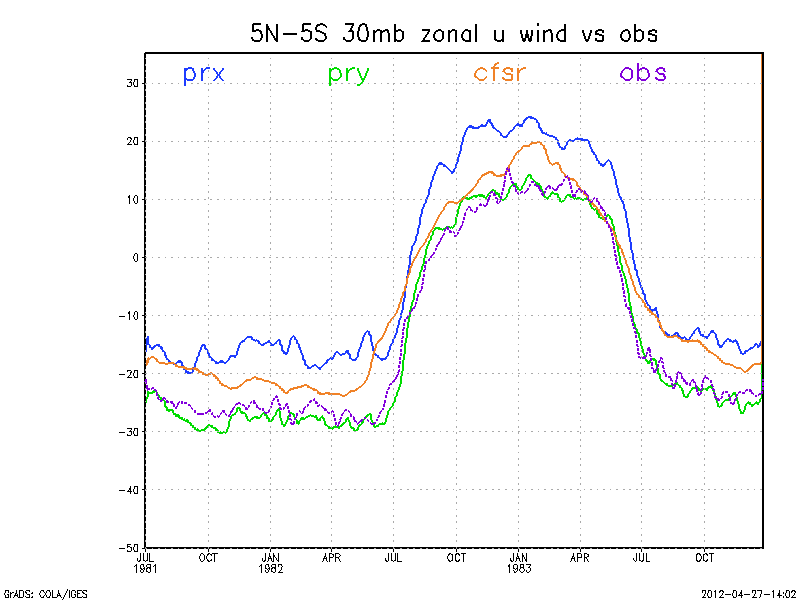 5N-5S 30mb zonal u wind vs obs
prx pry cfsr obs
30
20
10
0
-10
-20
-30
-40
-50
JUL OCT JAN APR JUL OCT JAN APR JUL OCT
1981 1982 1983
GrADS: COLA/IGES 2012-04-27-14:02